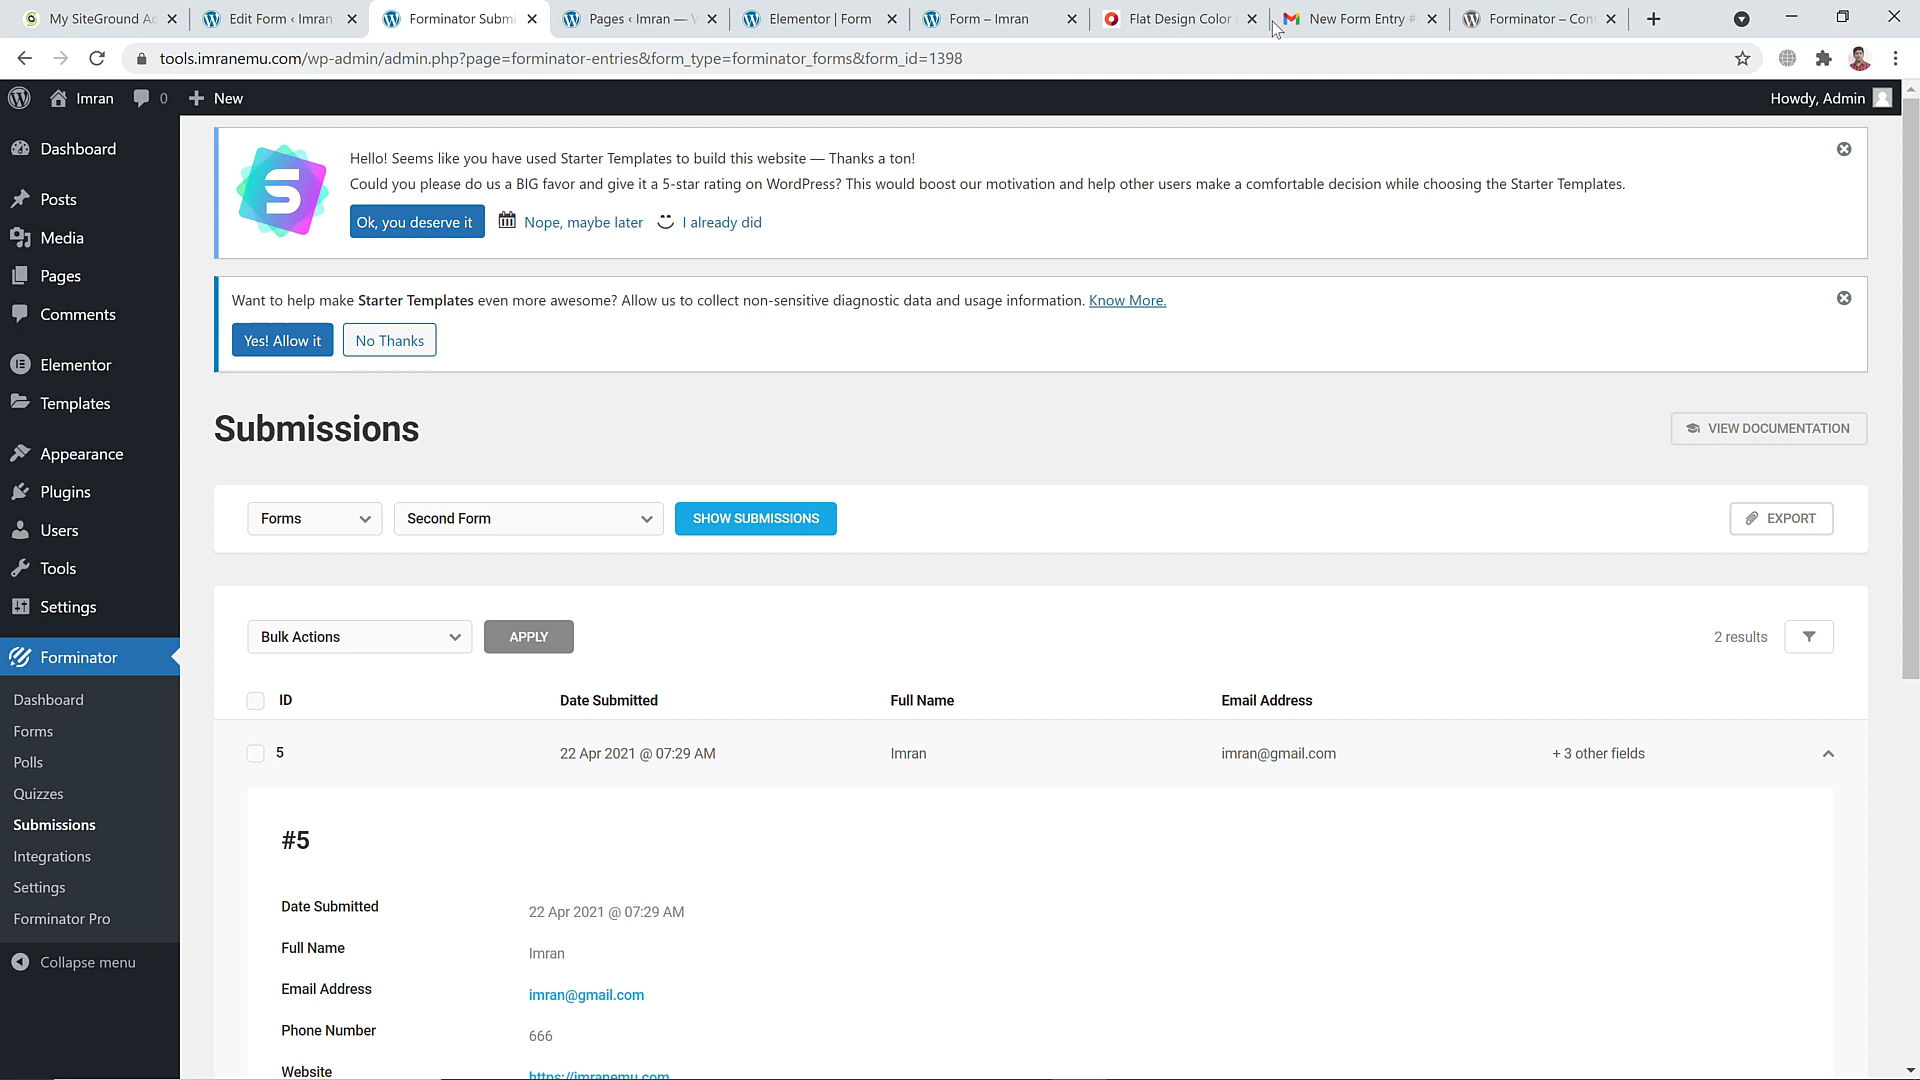 My SiteGround Ac
Edit Form ‹ Imran
Forminator Submi
Pages ‹ Imran — W
Elementor | Form
Form – Imran
Flat Design Color
New Form Entry #
Forminator – Cont
tools.imranemu.com/wp-admin/admin.php?page=forminator-entries&form_type=forminator_forms&form_id=1398
Imran
0
New
Howdy, Admin
Dashboard
Posts
Media
Pages
Comments
Elementor
Templates
Appearance
Plugins
Users
Tools
Settings
Forminator
Dashboard
Forms
Polls
Quizzes
Submissions
Integrations
Settings
Forminator Pro
Collapse menu
Hello! Seems like you have used Starter Templates to build this website — Thanks a ton!
Could you please do us a BIG favor and give it a 5-star rating on WordPress? This would boost our motivation and help other users make a comfortable decision while choosing the Starter Templates.
Ok, you deserve it
Nope, maybe later
I already did
Want to help make Starter Templates even more awesome? Allow us to collect non-sensitive diagnostic data and usage information. Know More.
Yes! Allow it
No Thanks
Submissions
VIEW DOCUMENTATION
Forms
Second Form
SHOW SUBMISSIONS
EXPORT
Bulk Actions
APPLY
2 results
ID
Date Submitted
Full Name
Email Address
5
22 Apr 2021 @ 07:29 AM
Imran
imran@gmail.com
+ 3 other fields
#5
Date Submitted
22 Apr 2021 @ 07:29 AM
Full Name
Imran
Email Address
imran@gmail.com
Phone Number
666
Website
https://imranemu.com